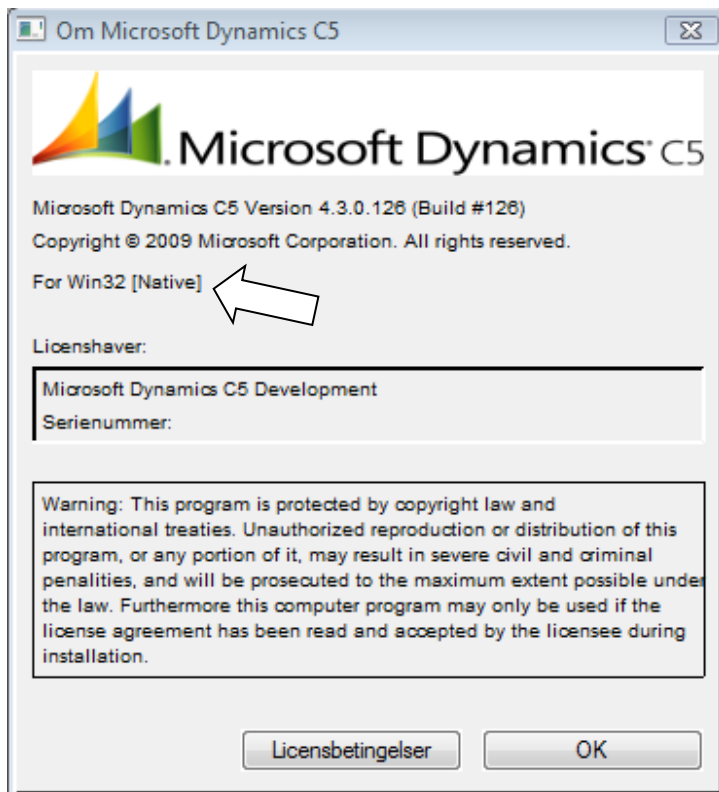 Om Microsoft Dynamics C5
Microsoft Dynamics C5
Microsoft Dynamics C5 Version 4.3.0.126 (Build #126)
Copyright © 2009 Microsoft Corporation. All rights reserved.
For Win32 [Native]
Licenshaver:
Microsoft Dynamics C5 Development
Serienummer:
Warning: This program is protected by copyright law and
international treaties. Unauthorized reproduction or distribution of this
program, or any portion of it, may result in severe civil and criminal
penalities, and will be prosecuted to the maximum extent possible under
the law. Furthermore this computer program may only be used if the
license agreement has been read and accepted by the licensee during
installation.
Licensbetingelser OK